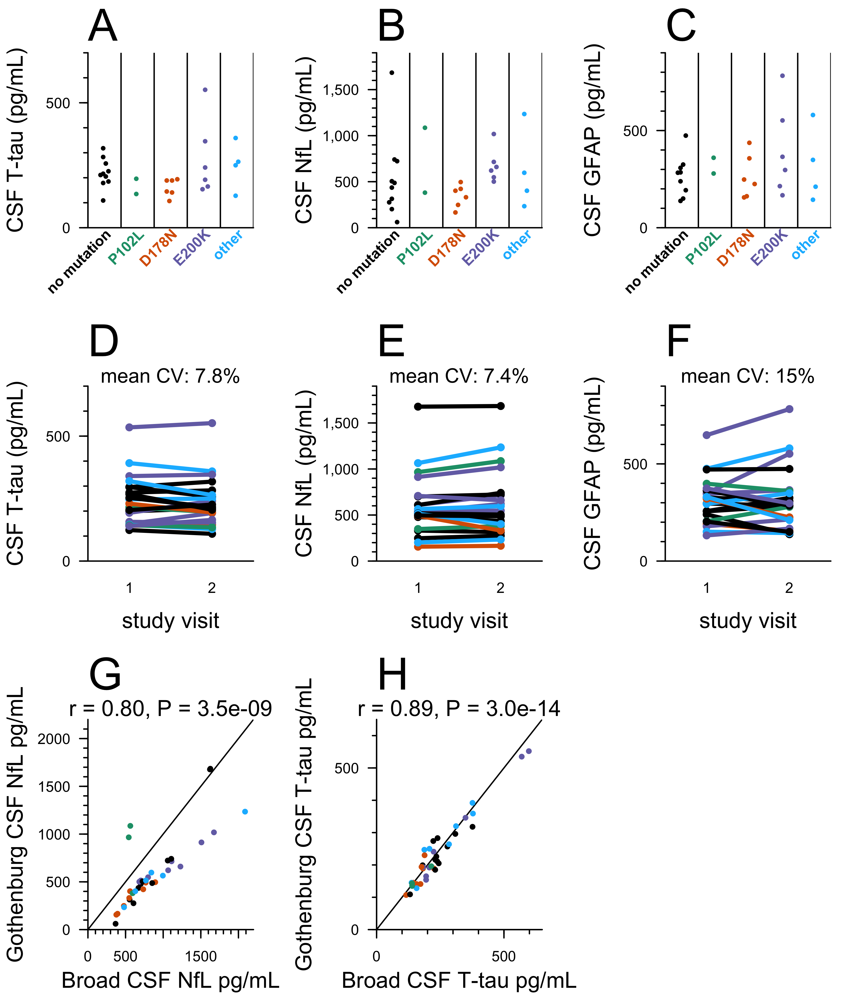 A
CSF T-tau (pg/mL)
500
0
no mutation
P102L
D178N
E200K
other
B
CSF NfL (pg/mL)
1,500
1,000
500
0
no mutation
P102L
D178N
E200K
other
C
CSF GFAP (pg/mL)
500
0
no mutation
P102L
D178N
E200K
other
D
mean CV: 7.8%
CSF T-tau (pg/mL)
500
0
1 2
study visit
E
mean CV: 7.4%
CSF NfL (pg/mL)
1,500
1,000
500
0
1 2
study visit
F
mean CV: 15%
CSF GFAP (pg/mL)
500
0
1 2
study visit
G
r = 0.80, P = 3.5e-09
Gothenburg CSF NfL pg/mL
2000
1500
1000
500
0
0 500 1500
Broad CSF NfL pg/mL
H
r = 0.89, P = 3.0e-14
Gothenburg CSF T-tau pg/mL
500
0
0 500
Broad CSF T-tau pg/mL